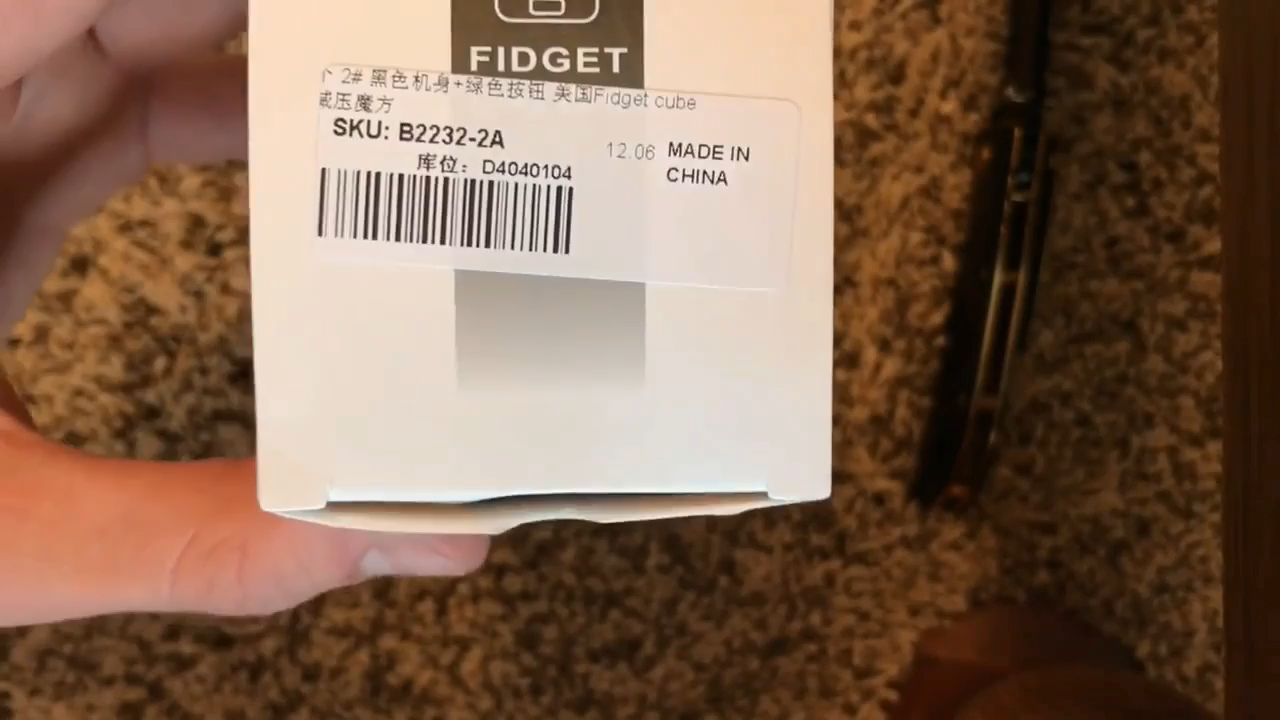 FIDGET
个 2# 黑色机身+绿色按钮 美国Fidget cube
减压魔方
SKU: B2232-2A
12.06 MADE IN CHINA
库位: D4040104